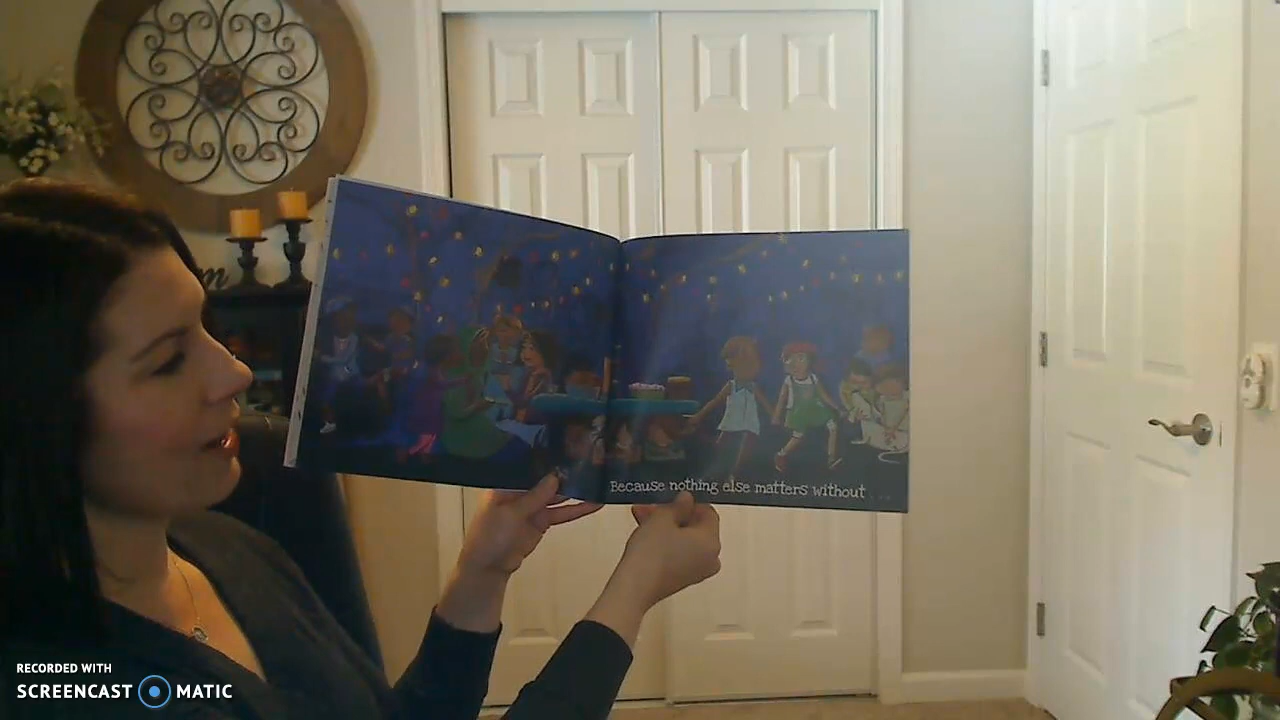 Because nothing else matters without . . .
RECORDED WITH
SCREENCAST MATIC